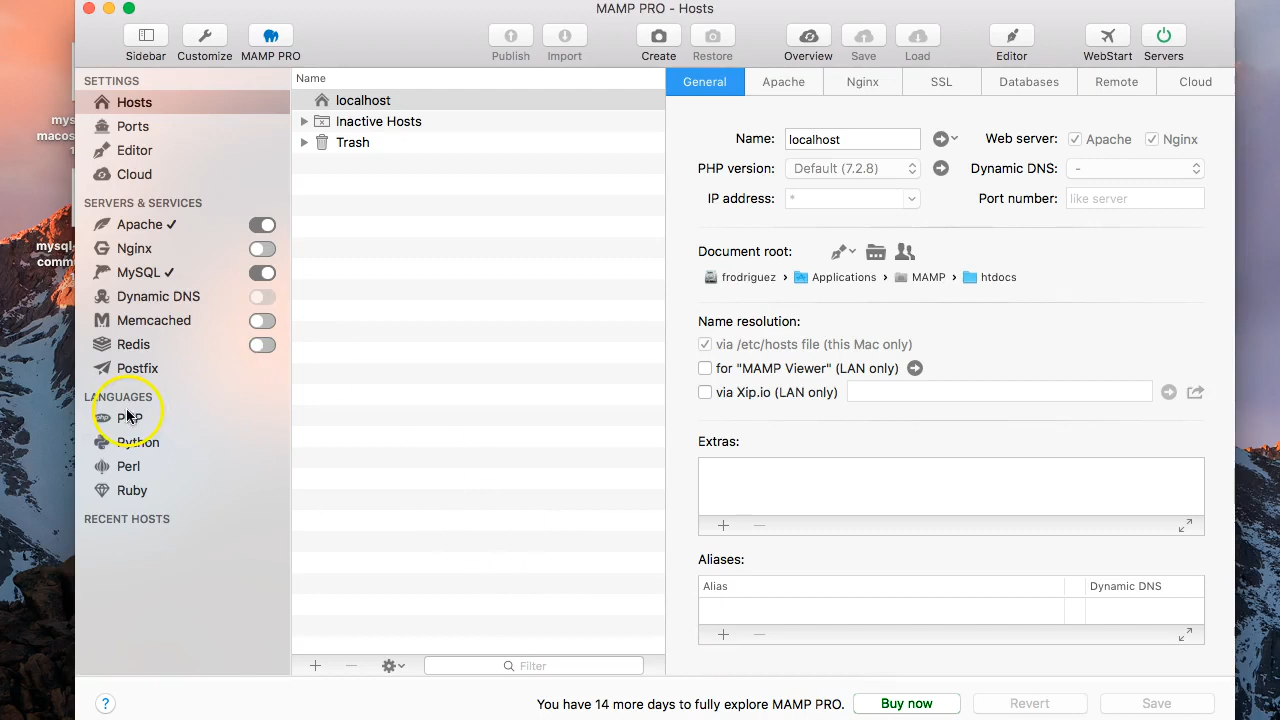 MAMP PRO - Hosts
Sidebar Customize MAMP PRO Publish Import Create Restore Overview Save Load Editor WebStart Servers
SETTINGS
Hosts
Ports
Editor
Cloud
SERVERS & SERVICES
Apache ✓
Nginx
MySQL ✓
Dynamic DNS
Memcached
Redis
Postfix
LANGUAGES
PHP
Python
Perl
Ruby
RECENT HOSTS
Name
localhost
Inactive Hosts
Trash
Filter
General Apache Nginx SSL Databases Remote Cloud
Name: localhost Web server: Apache Nginx
PHP version: Default (7.2.8) Dynamic DNS: -
IP address: * Port number: like server
Document root:
frodriguez › Applications › MAMP › htdocs
Name resolution:
via /etc/hosts file (this Mac only)
for "MAMP Viewer" (LAN only)
via Xip.io (LAN only)
Extras:
Aliases:
Alias Dynamic DNS
? You have 14 more days to fully explore MAMP PRO. Buy now Revert Save